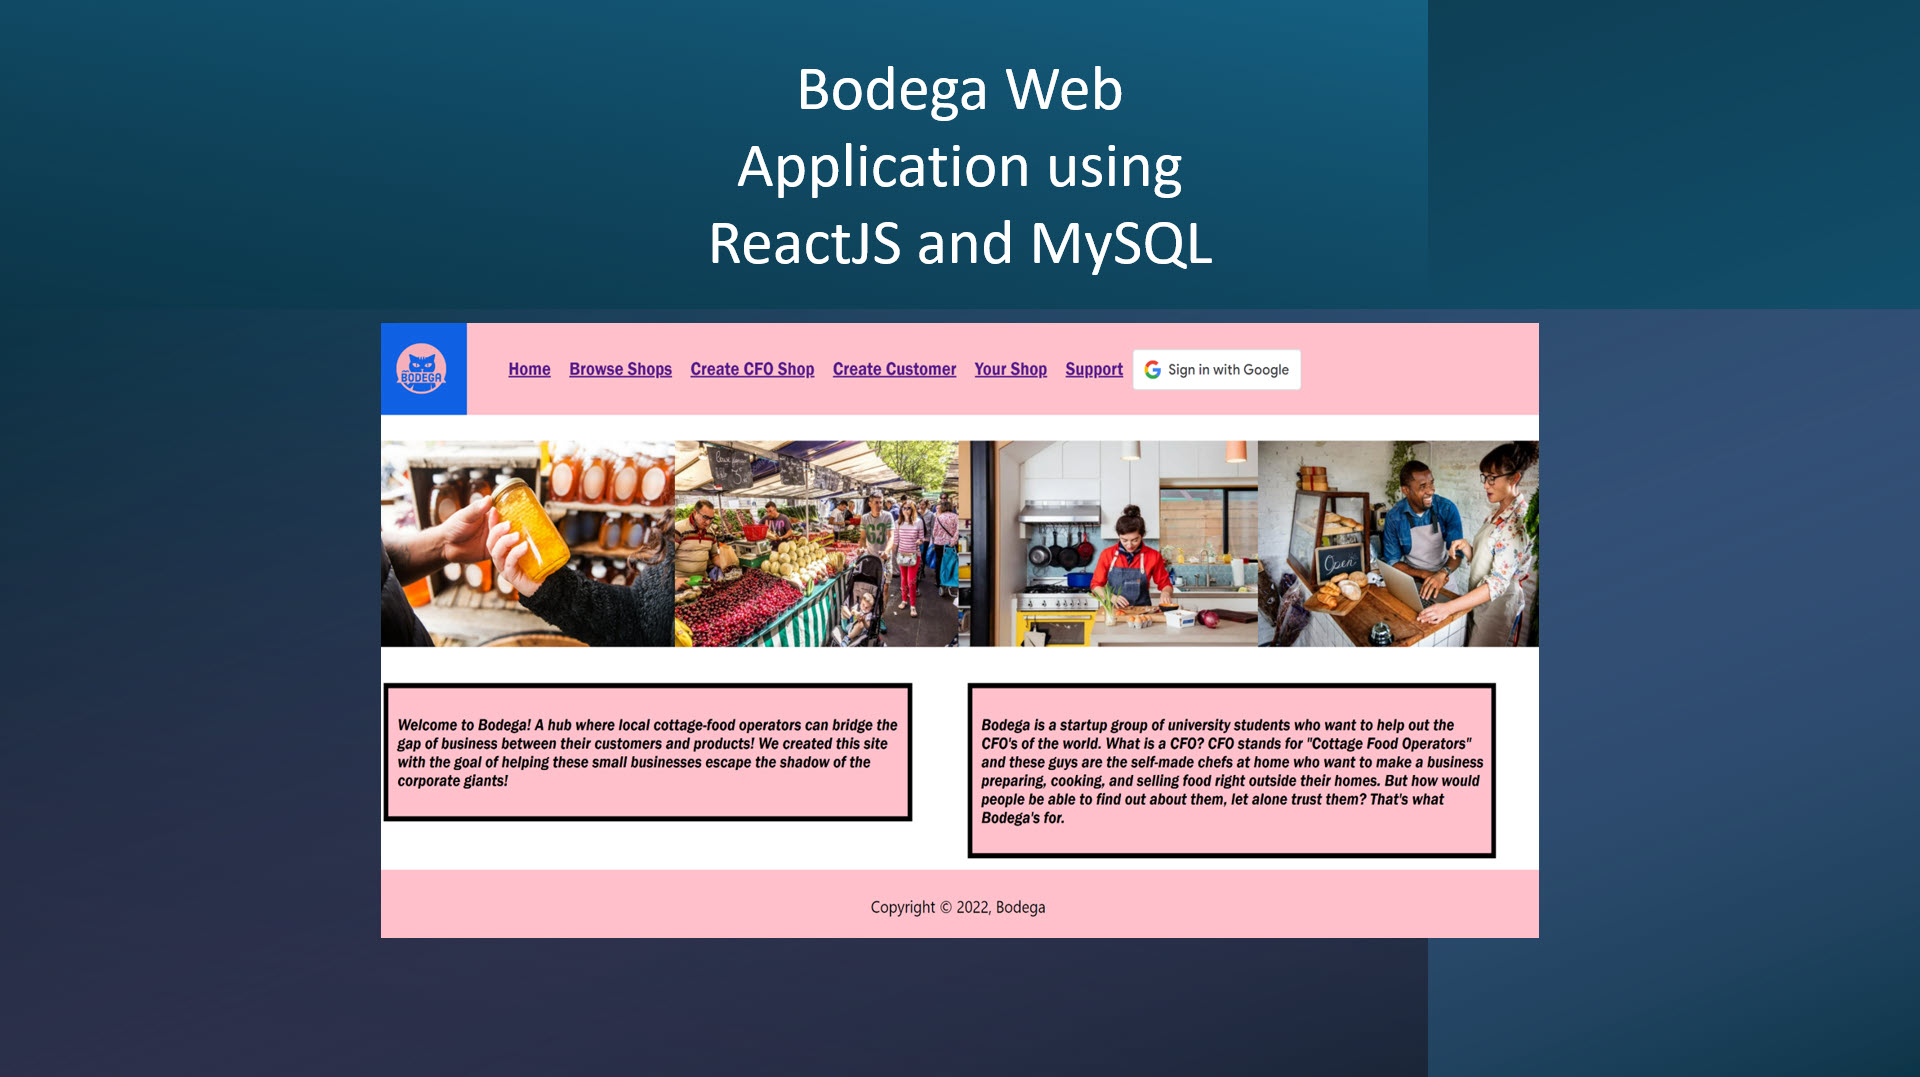 Bodega Web
Application using
ReactJS and MySQL
BODEGA
Home Browse Shops Create CFO Shop Create Customer Your Shop Support Sign in with Google
Open
Welcome to Bodega! A hub where local cottage-food operators can bridge the
gap of business between their customers and products! We created this site
with the goal of helping these small businesses escape the shadow of the
corporate giants!
Bodega is a startup group of university students who want to help out the
CFO's of the world. What is a CFO? CFO stands for "Cottage Food Operators"
and these guys are the self-made chefs at home who want to make a business
preparing, cooking, and selling food right outside their homes. But how would
people be able to find out about them, let alone trust them? That's what
Bodega's for.
Copyright © 2022, Bodega